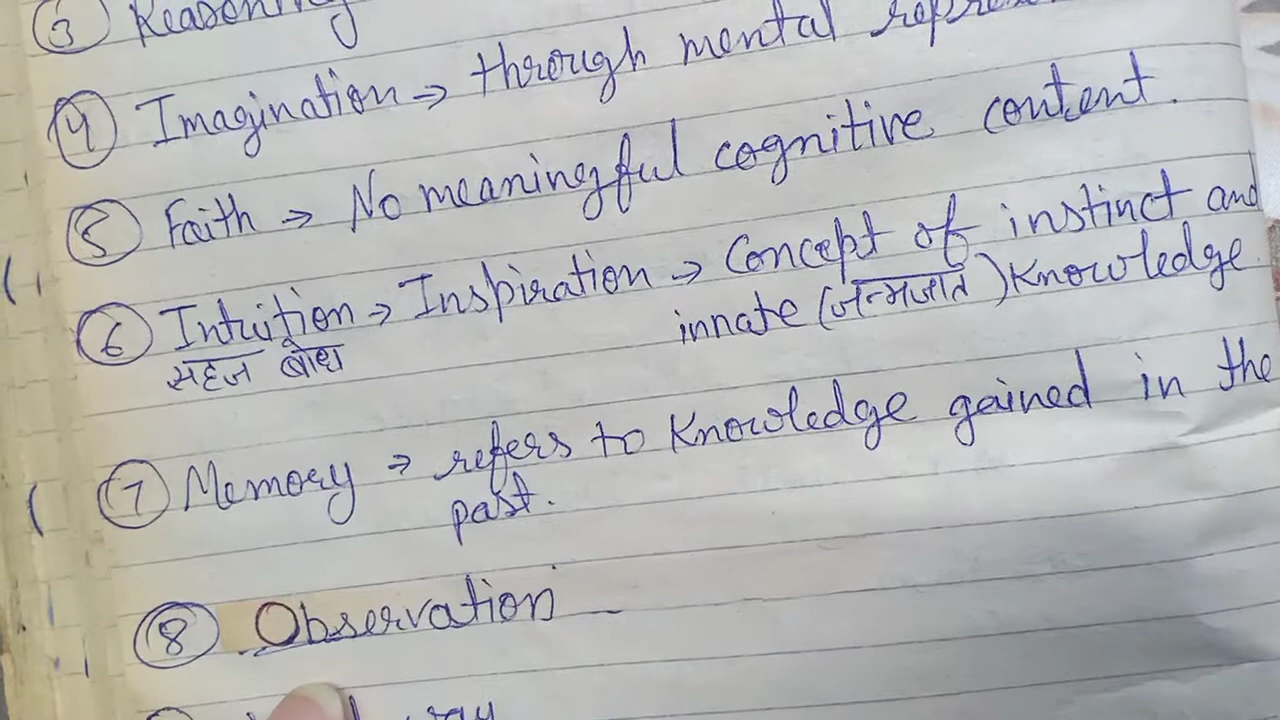 ③ Reasoning
④ Imagination → through mental
⑤ Faith → No meaningful cognitive content.
⑥ Intuition → Inspiration → Concept of instinct and
सहज बोध innate (जन्मजात) Knowledge
⑦ Memory → refers to Knowledge gained in the
past.
⑧ Observation –